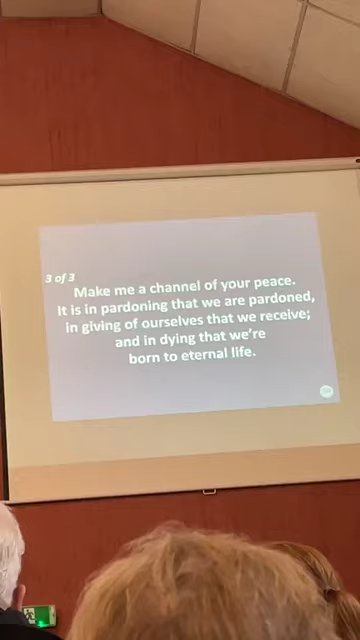 3 of 3
Make me a channel of your peace.
It is in pardoning that we are pardoned,
in giving of ourselves that we receive;
and in dying that we're
born to eternal life.